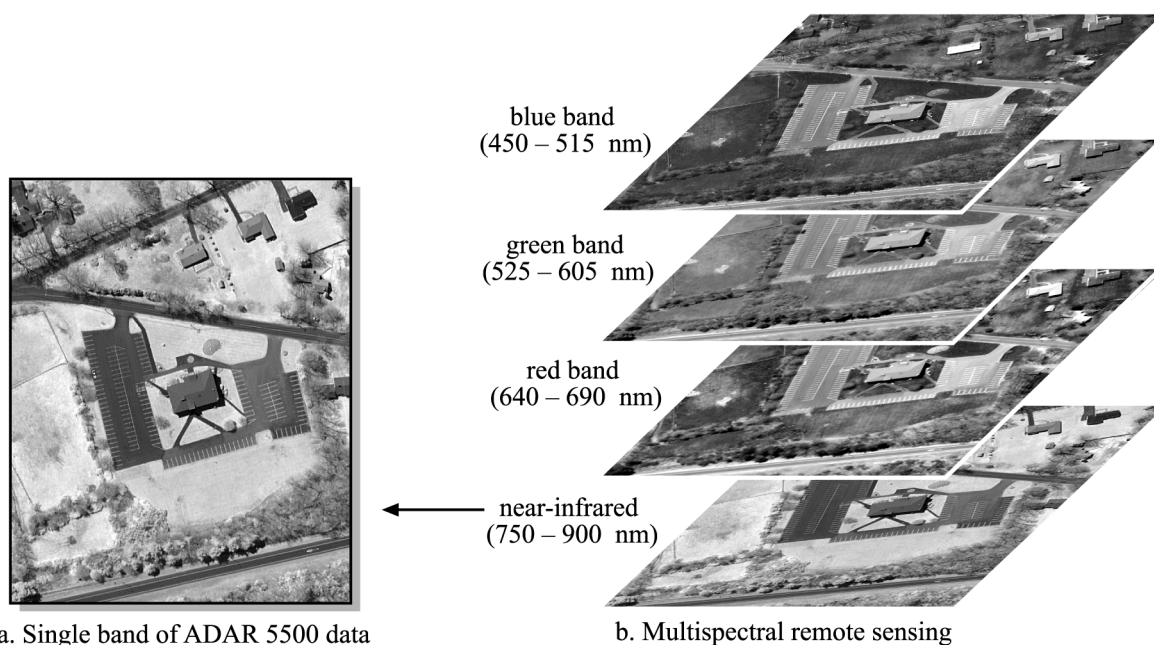 blue band
(450 – 515 nm)
green band
(525 – 605 nm)
red band
(640 – 690 nm)
near-infrared
(750 – 900 nm)
a. Single band of ADAR 5500 data
b. Multispectral remote sensing